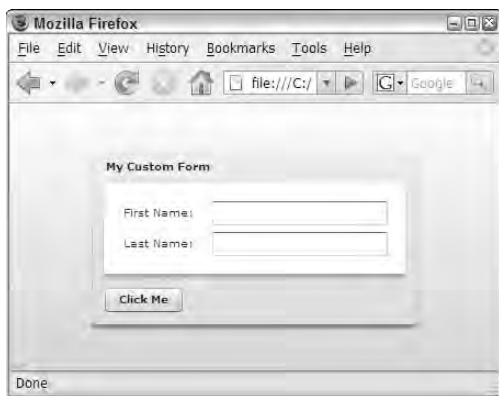 Mozilla Firefox
File Edit View History Bookmarks Tools Help
file:///C:/ G Google
My Custom Form
First Name:
Last Name:
Click Me
Done